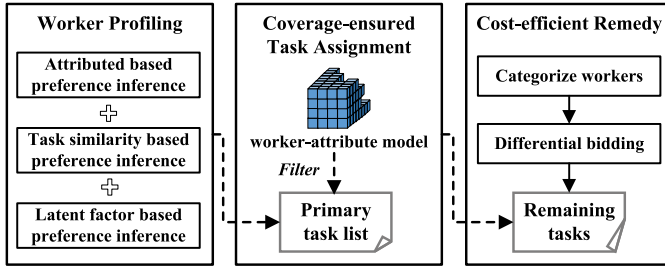 Worker Profiling
Attributed based
preference inference
Task similarity based
preference inference
Latent factor based
preference inference
Coverage-ensured
Task Assignment
worker-attribute model
Filter
Primary
task list
Cost-efficient Remedy
Categorize workers
Differential bidding
Remaining
tasks